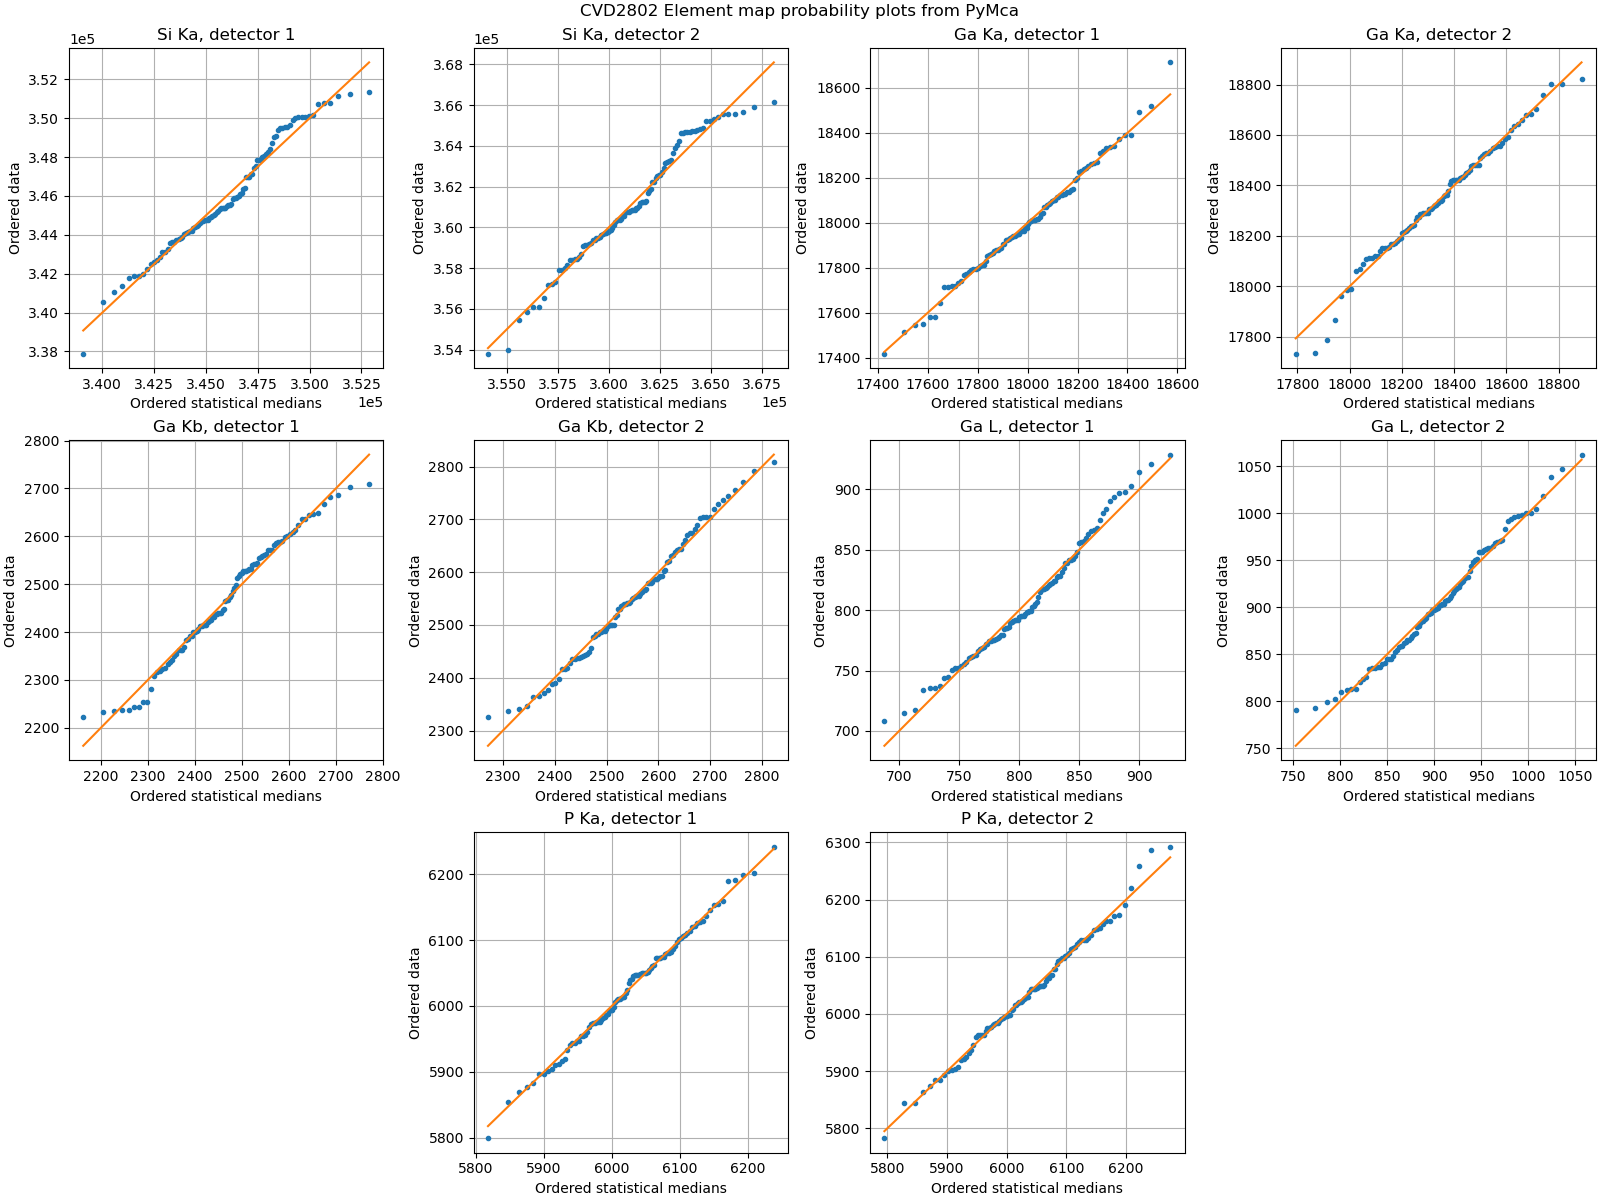 CVD2802 Element map probability plots from PyMca
Si Ka, detector 1
1e5
3.52
3.50
3.48
3.46
3.44
3.42
3.40
3.38
Ordered data
3.400 3.425 3.450 3.475 3.500 3.525
1e5
Ordered statistical medians
Si Ka, detector 2
1e5
3.68
3.66
3.64
3.62
3.60
3.58
3.56
3.54
Ordered data
3.550 3.575 3.600 3.625 3.650 3.675
1e5
Ordered statistical medians
Ga Ka, detector 1
18600
18400
18200
18000
17800
17600
17400
Ordered data
17400 17600 17800 18000 18200 18400 18600
Ordered statistical medians
Ga Ka, detector 2
18800
18600
18400
18200
18000
17800
Ordered data
17800 18000 18200 18400 18600 18800
Ordered statistical medians
Ga Kb, detector 1
2800
2700
2600
2500
2400
2300
2200
Ordered data
2200 2300 2400 2500 2600 2700 2800
Ordered statistical medians
Ga Kb, detector 2
2800
2700
2600
2500
2400
2300
Ordered data
2300 2400 2500 2600 2700 2800
Ordered statistical medians
Ga L, detector 1
900
850
800
750
700
Ordered data
700 750 800 850 900
Ordered statistical medians
Ga L, detector 2
1050
1000
950
900
850
800
750
Ordered data
750 800 850 900 950 1000 1050
Ordered statistical medians
P Ka, detector 1
6200
6100
6000
5900
5800
Ordered data
5800 5900 6000 6100 6200
Ordered statistical medians
P Ka, detector 2
6300
6200
6100
6000
5900
5800
Ordered data
5800 5900 6000 6100 6200
Ordered statistical medians